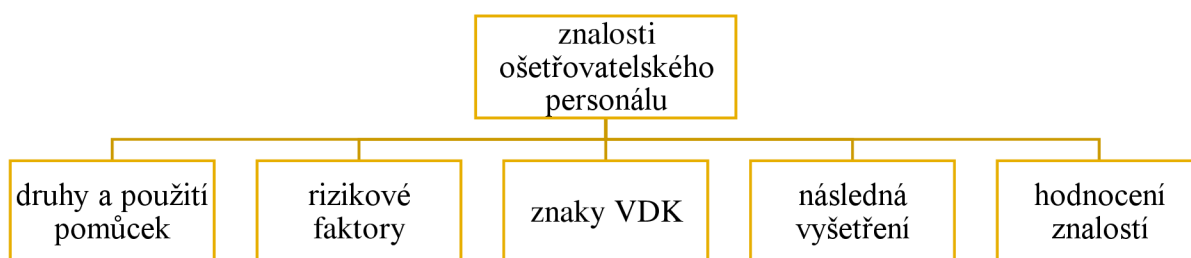 znalosti
ošetřovatelského
personálu
druhy a použití
pomůcek
rizikové
faktory
znaky VDK
následná
vyšetření
hodnocení
znalostí